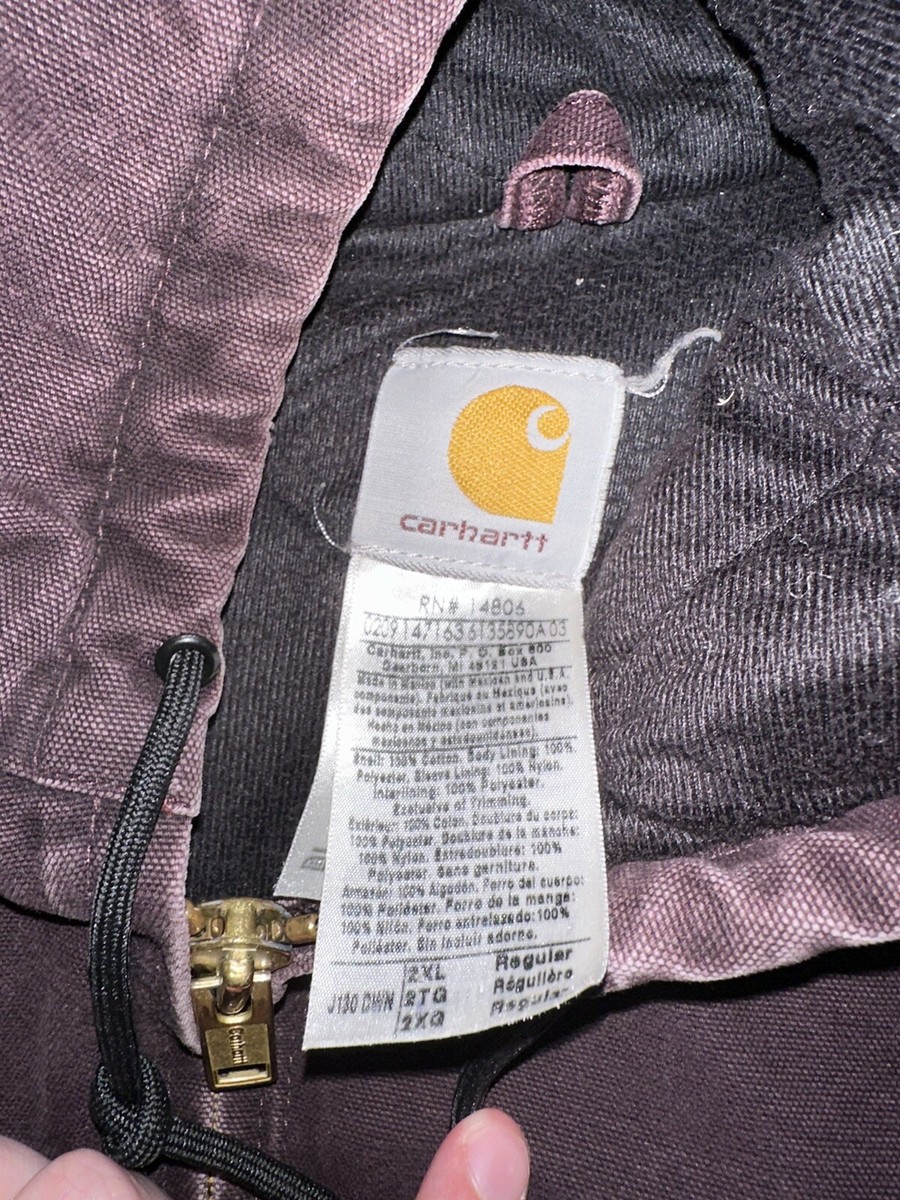 carhartt
RN# 14806
02091471636135890A 03
Carhartt, Inc. P. O. Box 600
Dearborn, MI 48121 USA
Made in Mexico (with Mexican and U.S.A.
components). Fabriqué au Mexique (avec
des composants mexicains et américains).
Hecho en México (con componentes
mexicanos y estadounidenses).
Shell: 100% Cotton. Body Lining: 100%
Polyester. Sleeve Lining: 100% Nylon.
Interlining: 100% Polyester.
Exclusive of Trimming.
Extérieur: 100% Coton. Doublure du corps:
100% Polyester. Doublure de la manche:
100% Nylon. Entredoublure: 100%
Polyester. Sans garniture.
Armazón: 100% Algodón. Forro del cuerpo:
100% Poliéster. Forro de la manga:
100% Nilón. Forro entrelazado: 100%
Poliéster. Sin incluir adorno.
2XL Regular
J130 DWN 2TG Régulière
2XG Regular